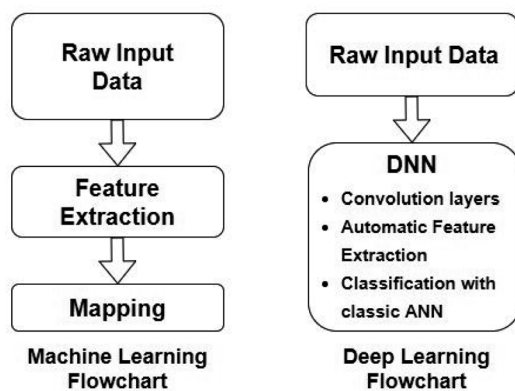 Raw Input
Data
Feature
Extraction
Mapping
Machine Learning
Flowchart
Raw Input Data
DNN
• Convolution layers
• Automatic Feature
Extraction
• Classification with
classic ANN
Deep Learning
Flowchart